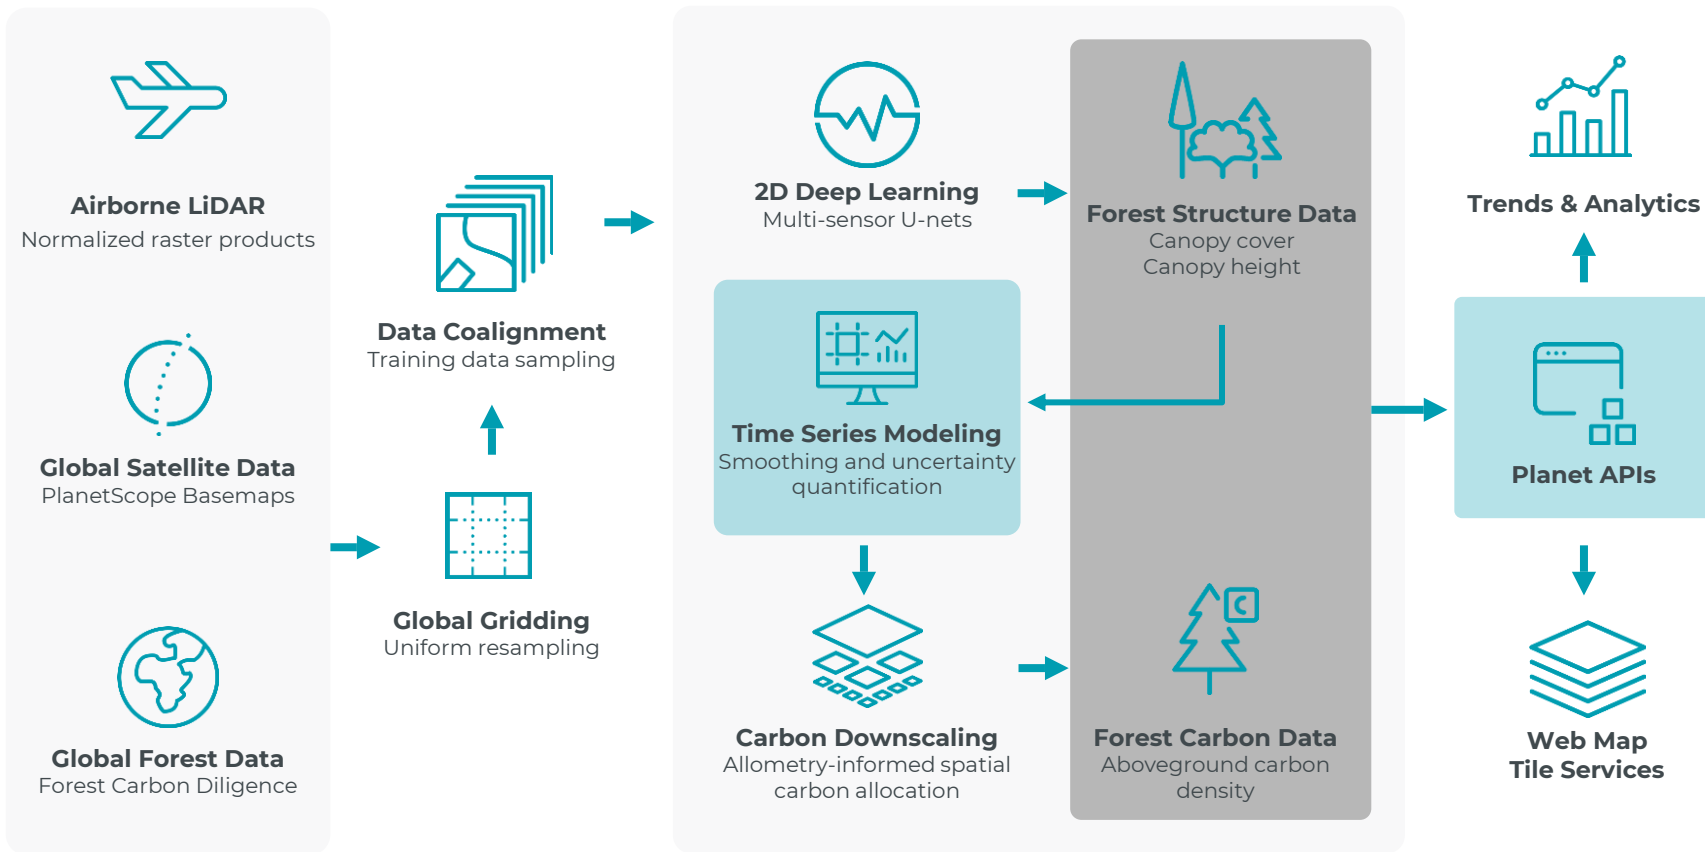 Airborne LiDAR
Normalized raster products
Global Satellite Data
PlanetScope Basemaps
Global Forest Data
Forest Carbon Diligence
Data Coalignment
Training data sampling
Global Gridding
Uniform resampling
2D Deep Learning
Multi-sensor U-nets
Time Series Modeling
Smoothing and uncertainty
quantification
Carbon Downscaling
Allometry-informed spatial
carbon allocation
Forest Structure Data
Canopy cover
Canopy height
C
Forest Carbon Data
Aboveground carbon
density
Trends & Analytics
Planet APIs
Web Map
Tile Services